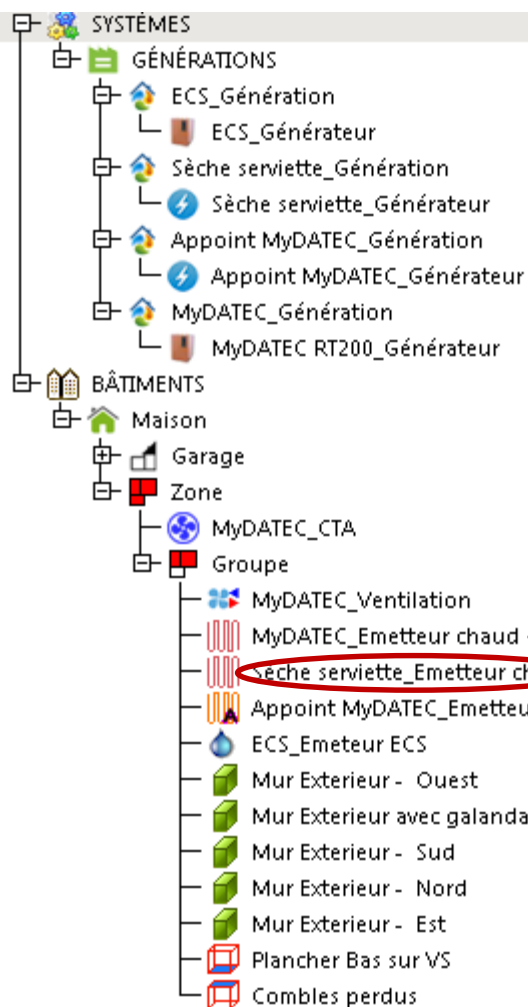 SYSTÈMES
GÉNÉRATIONS
ECS_Génération
ECS_Générateur
Sèche serviette_Génération
Sèche serviette_Générateur
Appoint MyDATEC_Génération
Appoint MyDATEC_Générateur
MyDATEC_Génération
MyDATEC RT200_Générateur
BÂTIMENTS
Maison
Garage
Zone
MyDATEC_CTA
Groupe
MyDATEC_Ventilation
MyDATEC_Emetteur chaud
Sèche serviette_Emetteur
Appoint MyDATEC_Emetteu
ECS_Emeteur ECS
Mur Exterieur - Ouest
Mur Exterieur avec galanda
Mur Exterieur - Sud
Mur Exterieur - Nord
Mur Exterieur - Est
Plancher Bas sur VS
Combles perdus